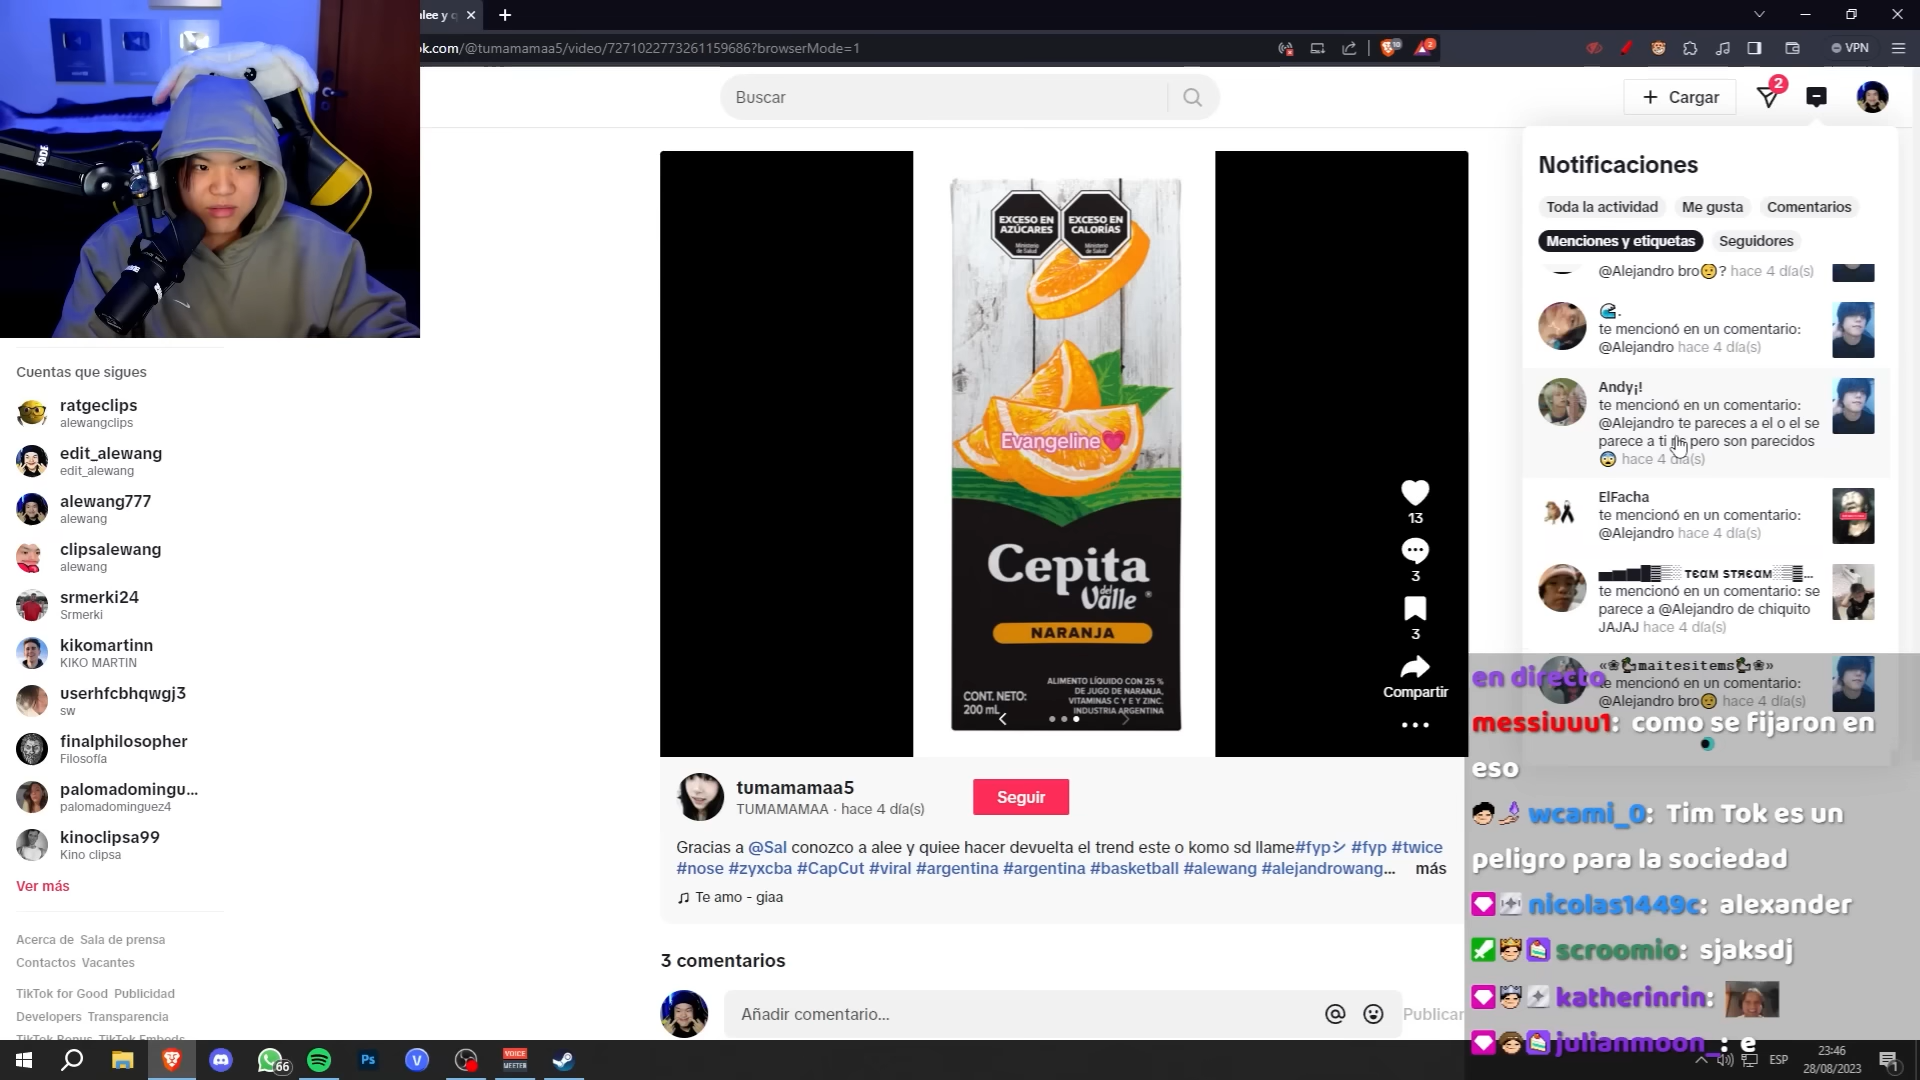 alee y q
k.com/@tumamamaa5/video/7271022773261159686?browserMode=1
10
2
VPN
Buscar
Cargar
2
Notificaciones
Toda la actividad
Me gusta
Comentarios
Menciones y etiquetas
Seguidores
@Alejandro bro😟? hace 4 día(s)
🌊.
te mencionó en un comentario:
@Alejandro hace 4 día(s)
Andy¡!
te mencionó en un comentario:
@Alejandro te pareces a el o el se
parece a ti pero son parecidos
😨 hace 4 día(s)
ElFacha
te mencionó en un comentario:
@Alejandro hace 4 día(s)
тєαм ѕтяєαм
te mencionó en un comentario: se
parece a @Alejandro de chiquito
JAJAJ hace 4 día(s)
maitesitems
te mencionó en un comentario:
@Alejandro bro😟 hace 4 día(s)
Cuentas que sigues
ratgeclips
alewangclips
edit_alewang
edit_alewang
alewang777
alewang
clipsalewang
alewang
srmerki24
Srmerki
kikomartinn
KIKO MARTIN
userhfcbhqwgj3
sw
finalphilosopher
Filosofía
palomadomingu...
palomadominguez4
kinoclipsa99
Kino clipsa
Ver más
Acerca de Sala de prensa
Contactos Vacantes
TikTok for Good Publicidad
Developers Transparencia
TikTok Bonus TikTok Embeds
EXCESO EN
AZÚCARES
Ministerio
de Salud
EXCESO EN
CALORÍAS
Ministerio
de Salud
Evangeline💗
Cepita
del
Valle
NARANJA
CONT. NETO:
200 mL
ALIMENTO LÍQUIDO CON 25 %
DE JUGO DE NARANJA,
VITAMINAS C Y E Y ZINC.
INDUSTRIA ARGENTINA
13
3
3
Compartir
tumamamaa5
TUMAMAMAA · hace 4 día(s)
Seguir
Gracias a @Sal conozco a alee y quiee hacer devuelta el trend este o komo sd llame#fypシ #fyp #twice
#nose #zyxcba #CapCut #viral #argentina #argentina #basketball #alewang #alejandrowang... más
♫ Te amo - giaa
3 comentarios
Añadir comentario...
Publicar
en directo
messiuuu1: como se fijaron en
eso
wcami_0: Tim Tok es un
peligro para la sociedad
nicolas1449c: alexander
scroomio: sjaksdj
katherinrin:
julianmoon_: e
66
Ps
V
VOICE
MEETER
ESP
23:46
28/08/2023
1